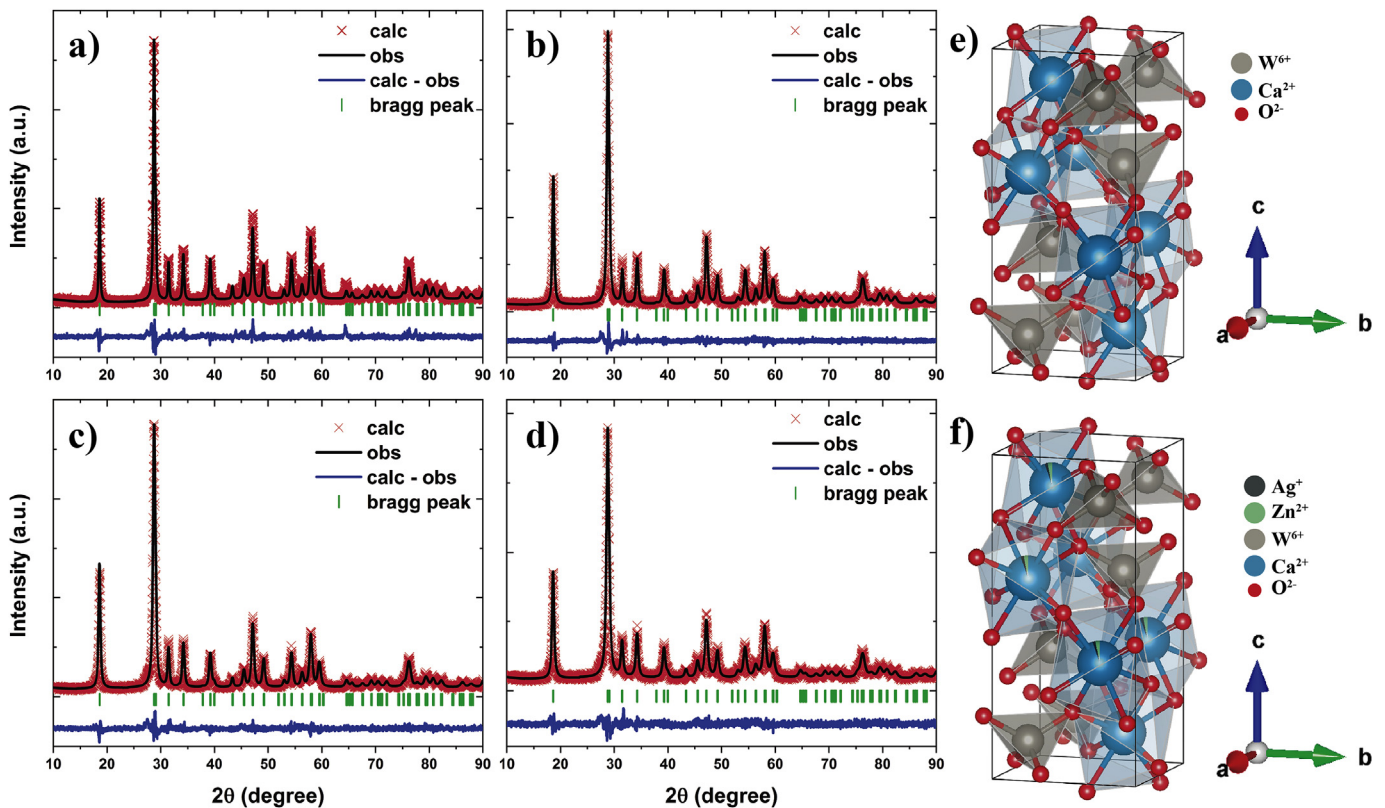 a)
calc
obs
calc - obs
bragg peak
Intensity (a.u.)
10 20 30 40 50 60 70 80 90
b)
calc
obs
calc - obs
bragg peak
10 20 30 40 50 60 70 80 90
e)
W⁶⁺
Ca²⁺
O²⁻
c
a
b
c)
calc
obs
calc - obs
bragg peak
Intensity (a.u.)
10 20 30 40 50 60 70 80 90
2θ (degree)
d)
calc
obs
calc - obs
bragg peak
10 20 30 40 50 60 70 80 90
2θ (degree)
f)
Ag⁺
Zn²⁺
W⁶⁺
Ca²⁺
O²⁻
c
a
b